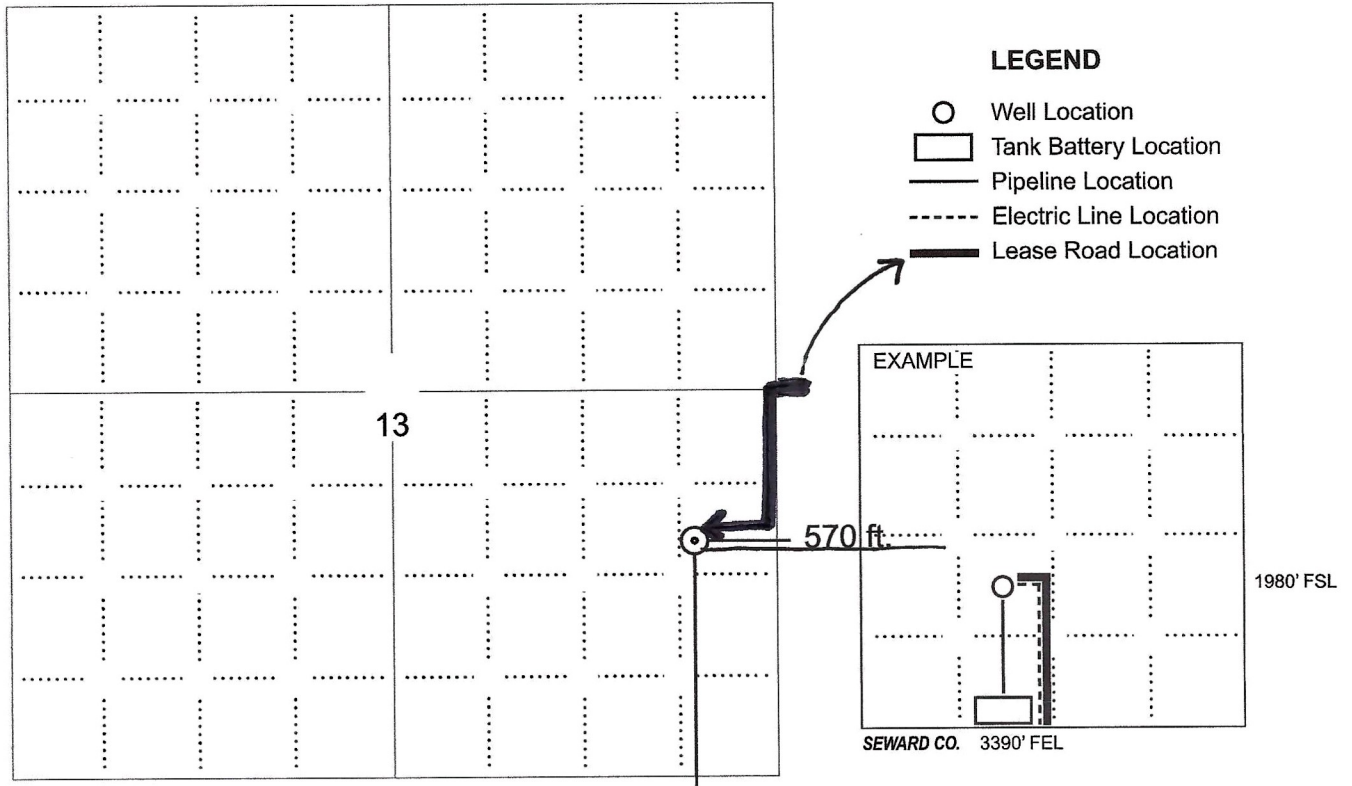 LEGEND
Well Location
Tank Battery Location
Pipeline Location
Electric Line Location
Lease Road Location
EXAMPLE
13
570 ft.
1980' FSL
SEWARD CO. 3390' FEL